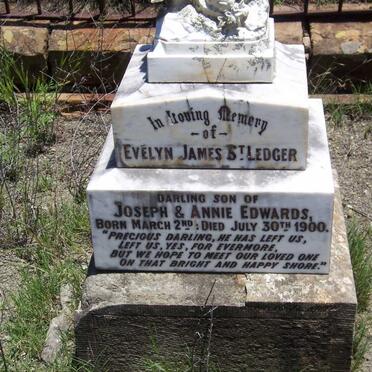 In Loving Memory
- of -
EVELYN JAMES ST LEDGER
DARLING SON OF
JOSEPH & ANNIE EDWARDS,
BORN MARCH 2ND: DIED JULY 30TH 1900.
"PRECIOUS DARLING, HE HAS LEFT US,
LEFT US, YES, FOR EVERMORE,
BUT WE HOPE TO MEET OUR LOVED ONE
ON THAT BRIGHT AND HAPPY SHORE."